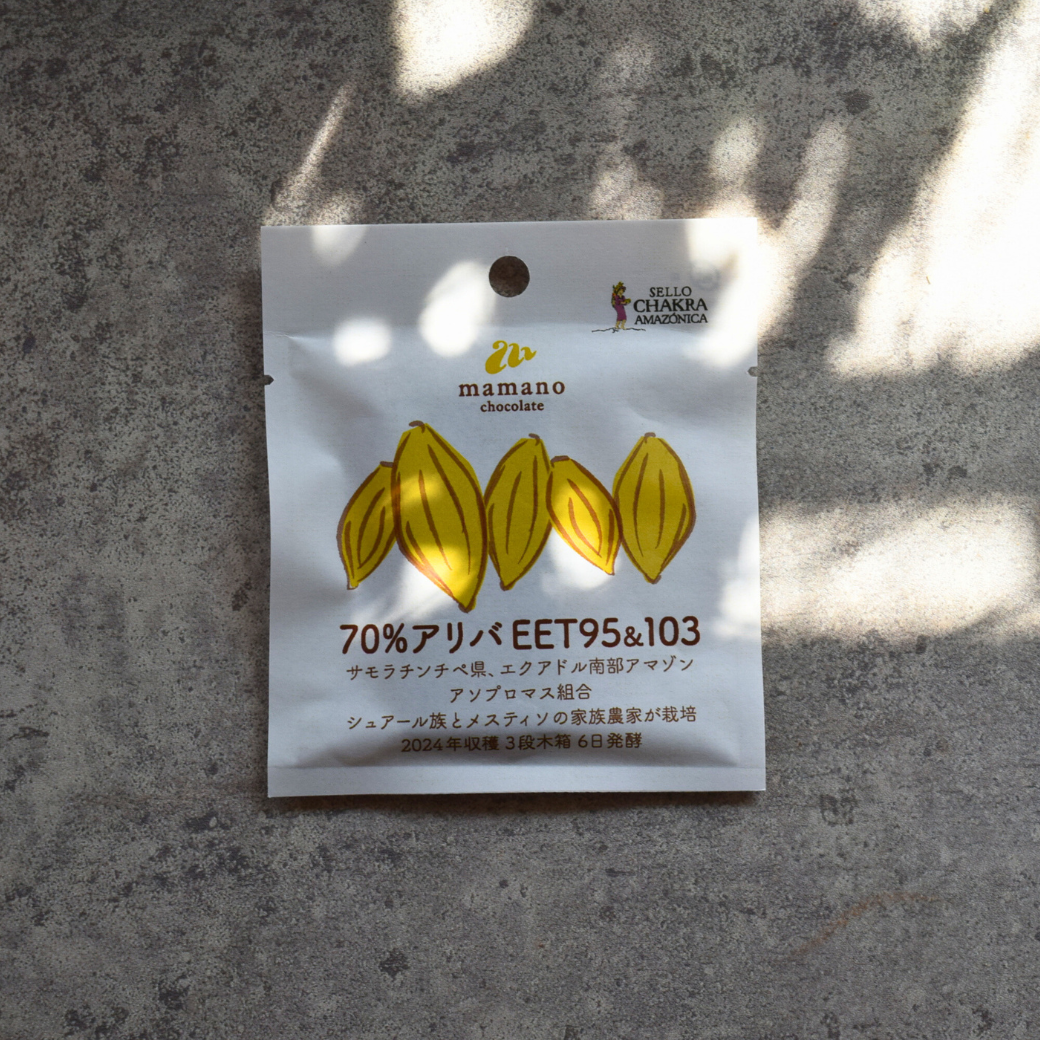 SELLO
CHAKRA
AMAZÓNICA
mamano
chocolate
70%アリバ EET95&103
サモラチンチペ県、エクアドル南部アマゾン
アソプロマス組合
シュアール族とメスティソの家族農家が栽培
2024年収穫 3段木箱 6日発酵